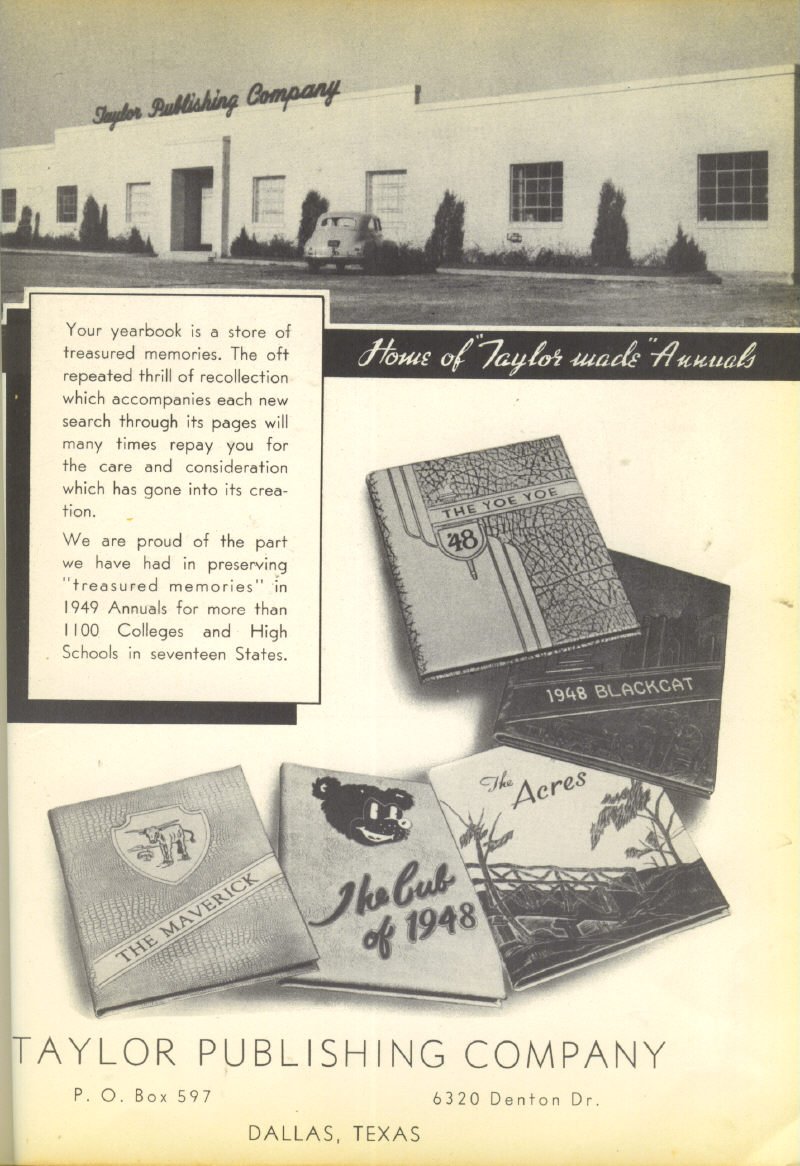 Taylor Publishing Company
Home of "Taylor made" Annuals
Your yearbook is a store of
treasured memories. The oft
repeated thrill of recollection
which accompanies each new
search through its pages will
many times repay you for
the care and consideration
which has gone into its crea-
tion.
We are proud of the part
we have had in preserving
"treasured memories" in
1949 Annuals for more than
1100 Colleges and High
Schools in seventeen States.
THE YOE YOE
48
1948 BLACKCAT
The
Acres
THE MAVERICK
The Cub
of 1948
TAYLOR PUBLISHING COMPANY
P. O. Box 597 6320 Denton Dr.
DALLAS, TEXAS